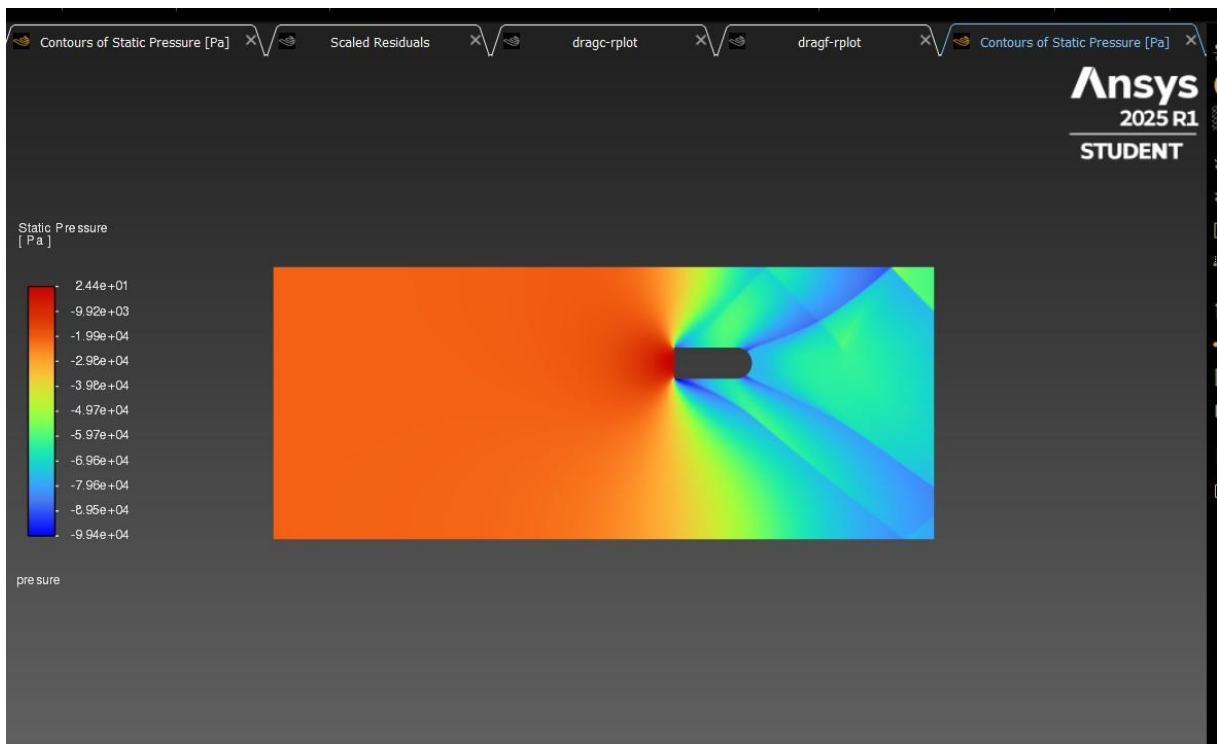 Contours of Static Pressure [Pa]
Scaled Residuals
dragc-rplot
dragf-rplot
Contours of Static Pressure [Pa]
Ansys
2025 R1
STUDENT
Static Pressure
[ Pa ]
2.44e+01
-9.92e+03
-1.99e+04
-2.98e+04
-3.98e+04
-4.97e+04
-5.97e+04
-6.96e+04
-7.96e+04
-8.95e+04
-9.94e+04
presure